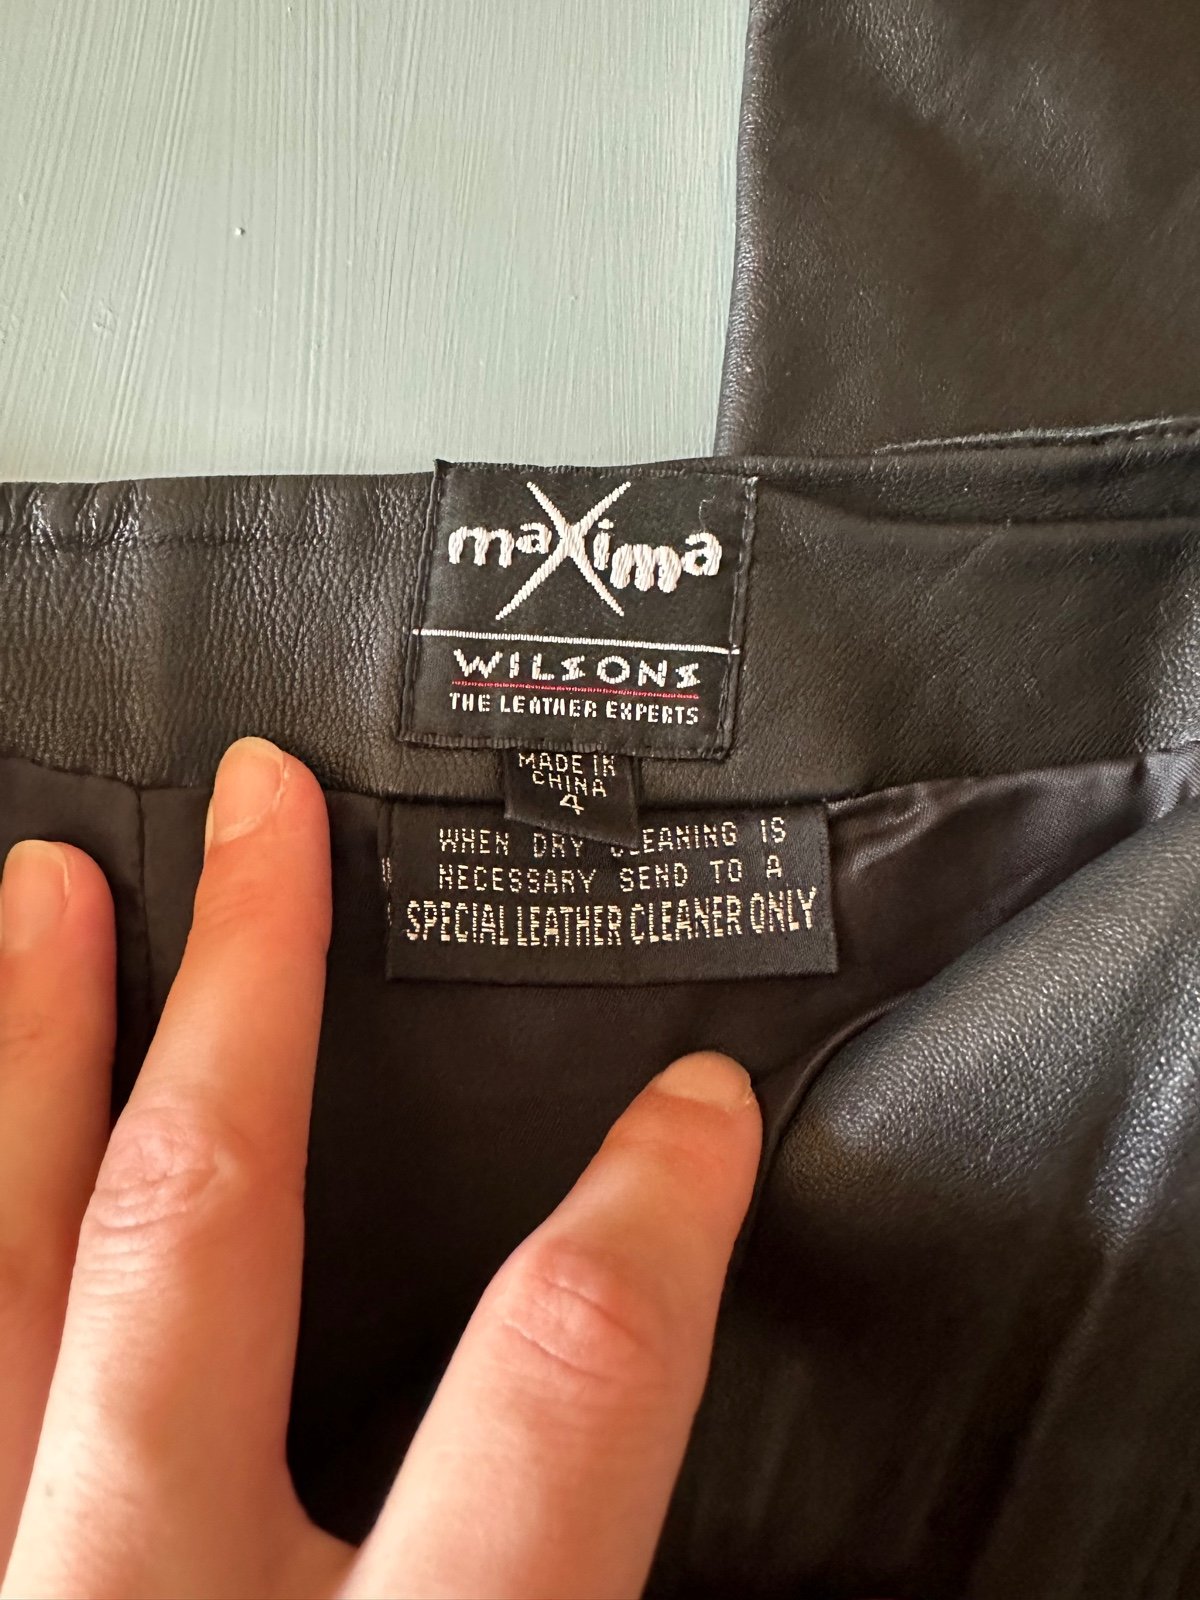 maXima
WILSONS
THE LEATHER EXPERTS
MADE IN
CHINA
4
WHEN DRY CLEANING IS
NECESSARY SEND TO A
SPECIAL LEATHER CLEANER ONLY